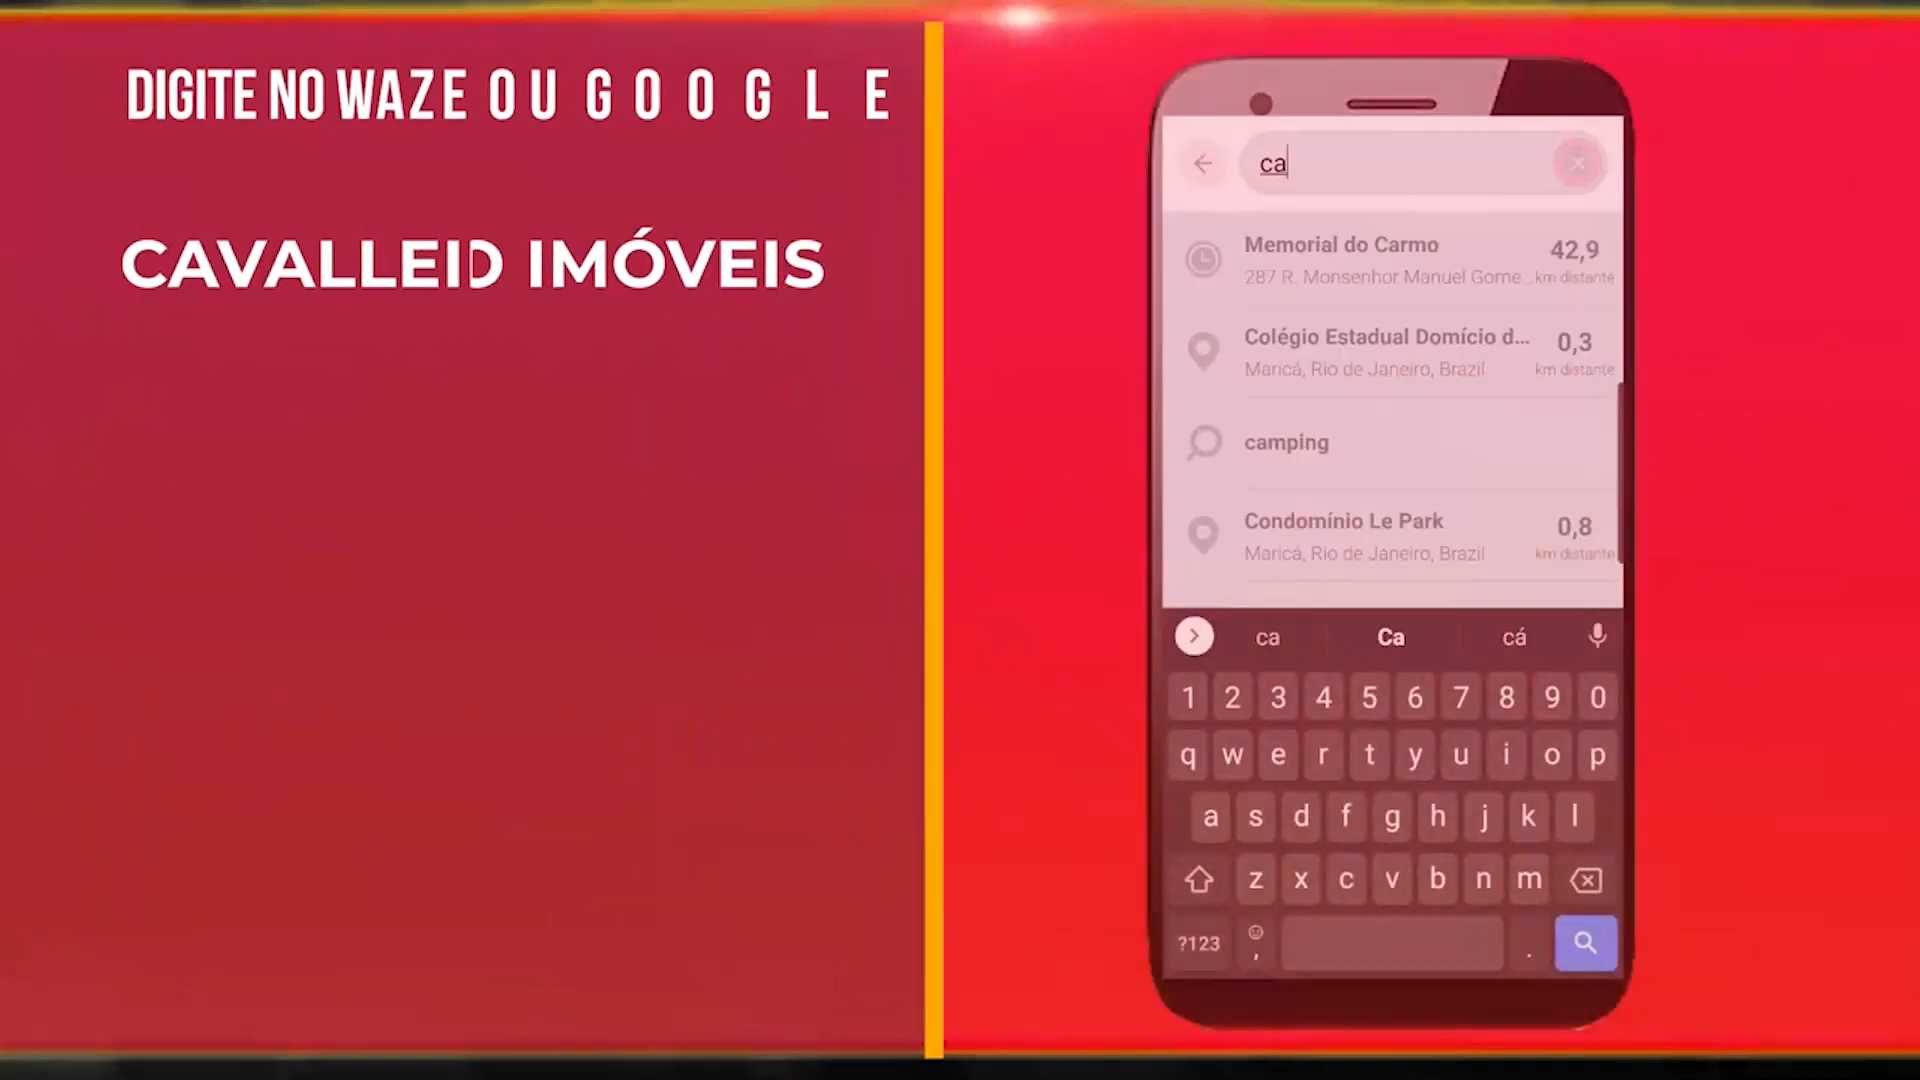 DIGITE NO WAZE OU GOOGLE
CAVALLEID IMÓVEIS
ca
Memorial do Carmo
42,9
287 R. Monsenhor Manuel Gome...
km distante
Colégio Estadual Domício d...
0,3
Maricá, Rio de Janeiro, Brazil
km distante
camping
Condomínio Le Park
0,8
Maricá, Rio de Janeiro, Brazil
km distante
ca Ca cá
1 2 3 4 5 6 7 8 9 0
q w e r t y u i o p
a s d f g h j k l
z x c v b n m
?123 , .